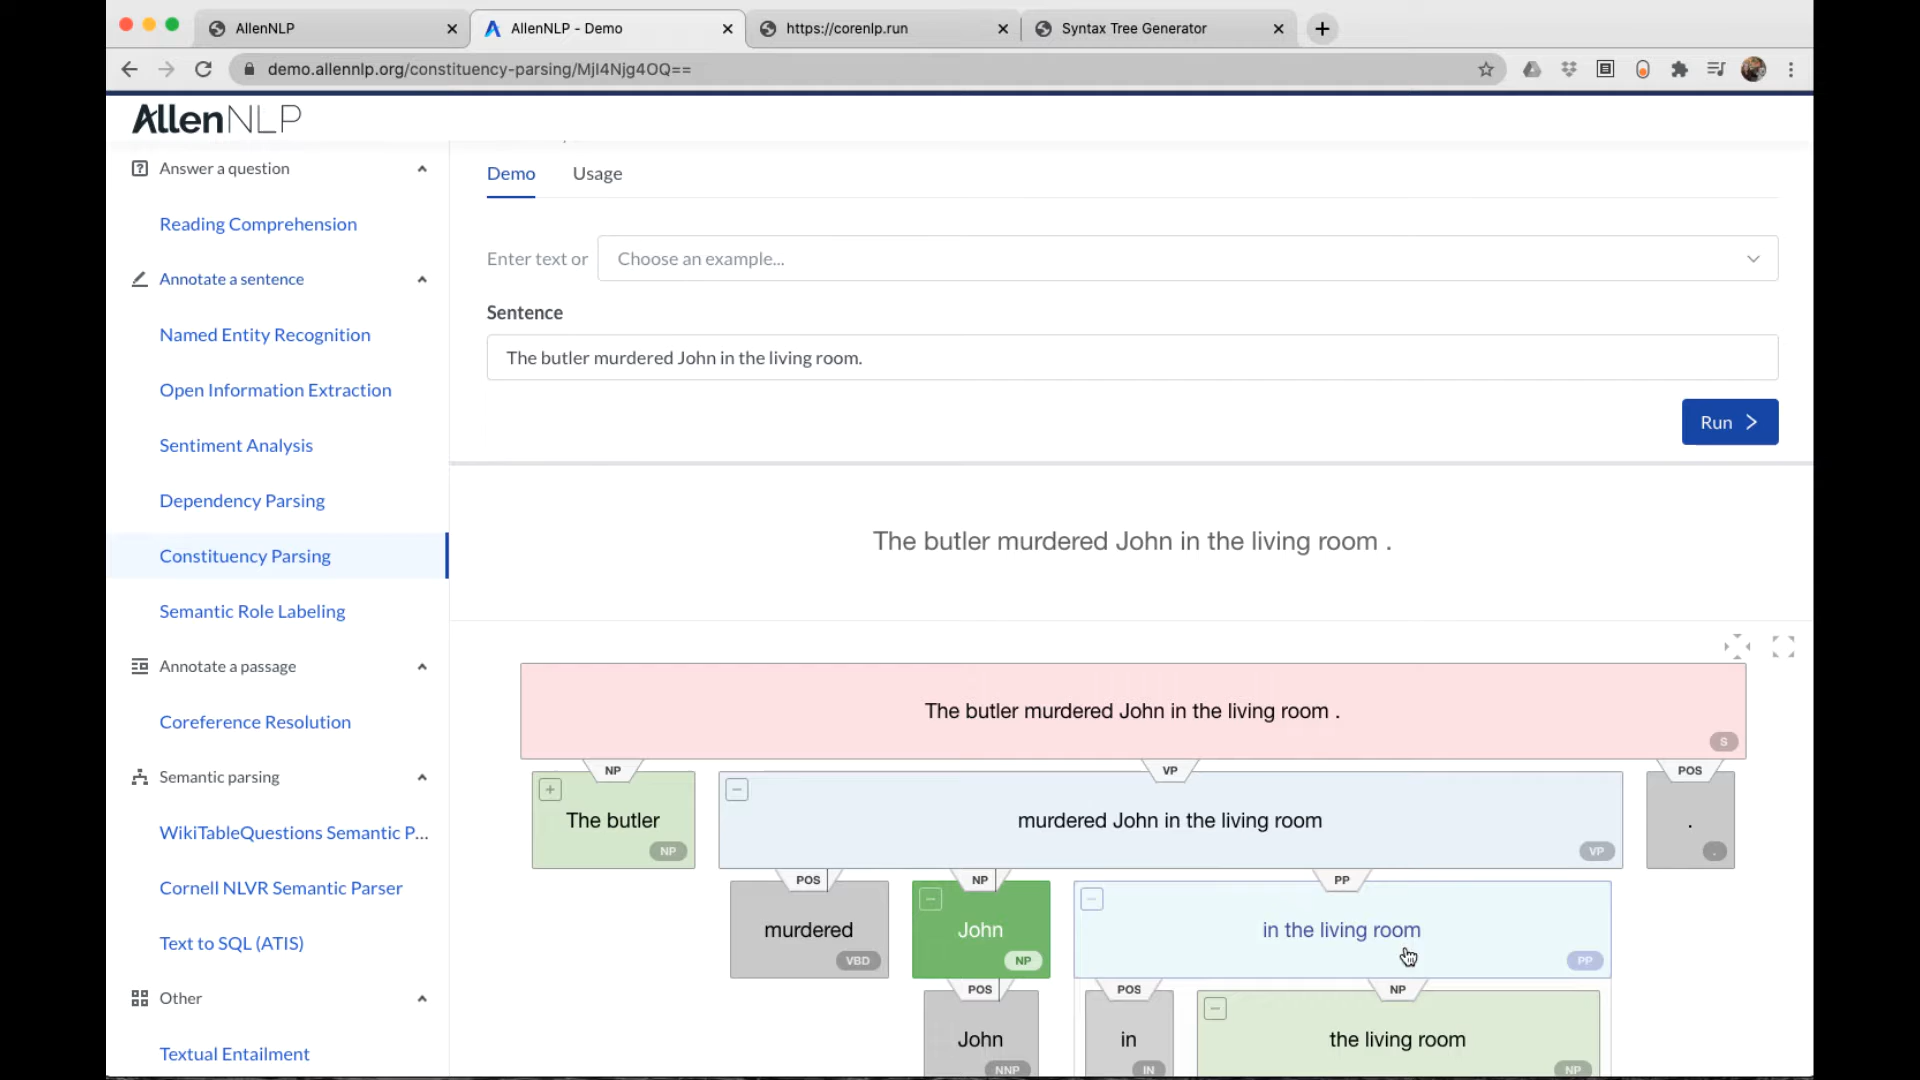 AllenNLP
AllenNLP - Demo
https://corenlp.run
Syntax Tree Generator
demo.allennlp.org/constituency-parsing/MjI4Njg4OQ==
AllenNLP
Answer a question
Reading Comprehension
Annotate a sentence
Named Entity Recognition
Open Information Extraction
Sentiment Analysis
Dependency Parsing
Constituency Parsing
Semantic Role Labeling
Annotate a passage
Coreference Resolution
Semantic parsing
WikiTableQuestions Semantic P...
Cornell NLVR Semantic Parser
Text to SQL (ATIS)
Other
Textual Entailment
Demo
Usage
Enter text or
Choose an example...
Sentence
The butler murdered John in the living room.
Run
The butler murdered John in the living room .
The butler murdered John in the living room .
S
NP
VP
POS
The butler
NP
murdered John in the living room
VP
.
.
POS
NP
PP
murdered
VBD
John
NP
in the living room
PP
POS
POS
NP
John
NNP
in
IN
the living room
NP